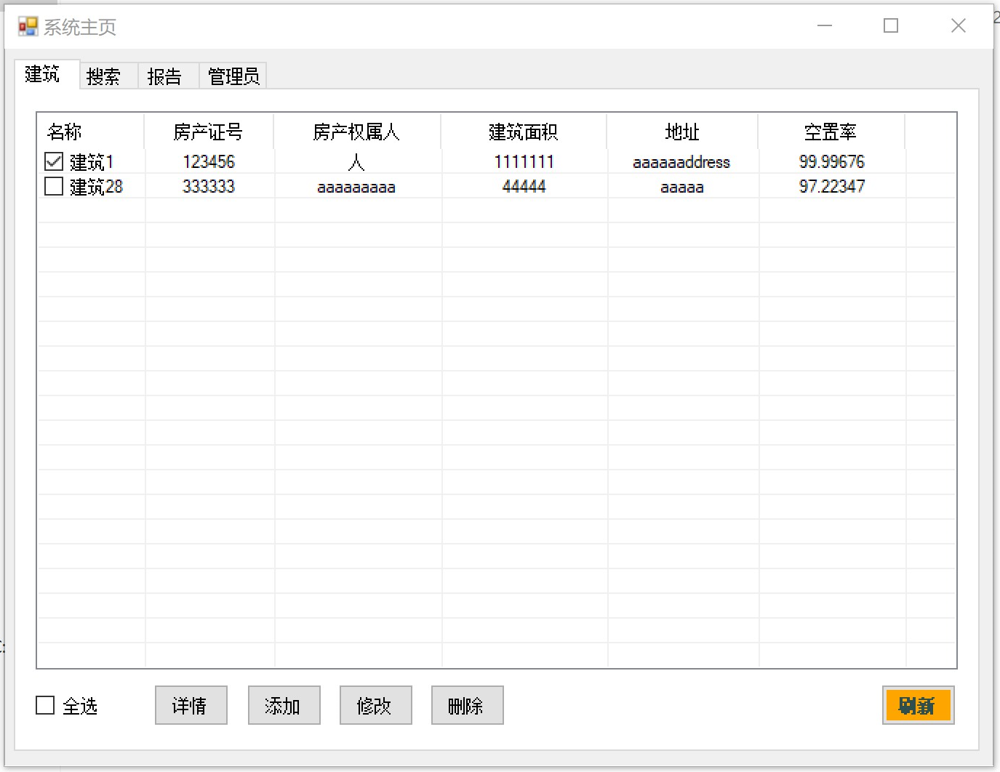 系统主页
建筑 搜索 报告 管理员
名称 房产证号 房产权属人 建筑面积 地址 空置率
建筑1 123456 人 1111111 aaaaaaddress 99.99676
建筑28 333333 aaaaaaaaa 44444 aaaaa 97.22347
全选 详情 添加 修改 删除 刷新